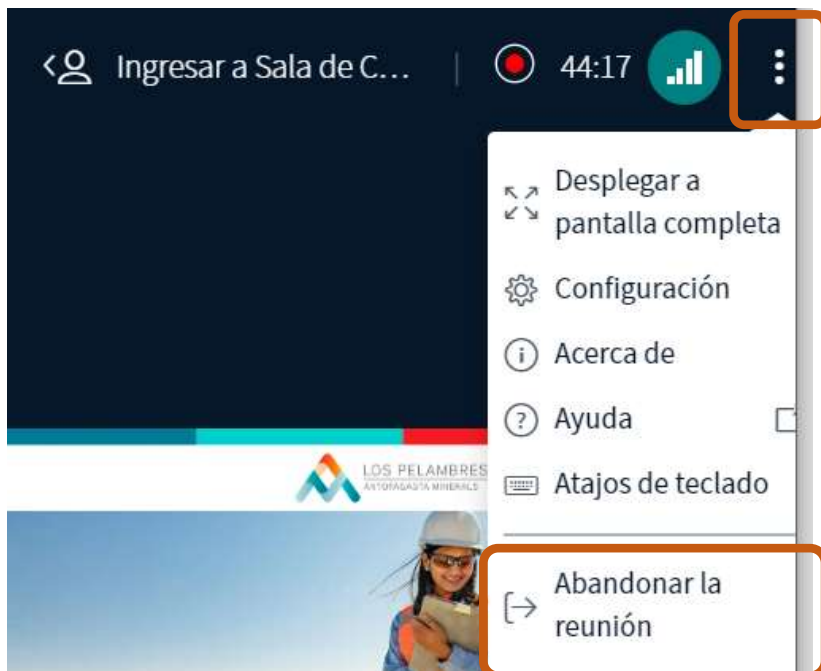 Ingresar a Sala de C...
44:17
Desplegar a
pantalla completa
Configuración
Acerca de
Ayuda
LOS PELAMBRES
ANTOFAGASTA MINERALS
Atajos de teclado
Abandonar la
reunión